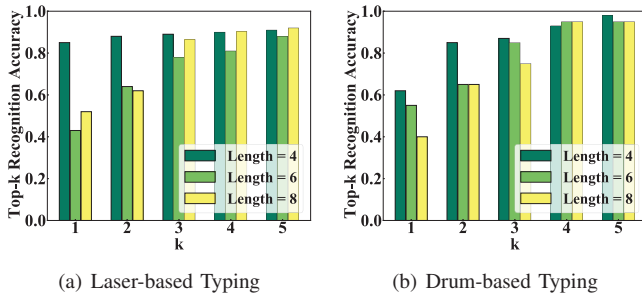 Top-k Recognition Accuracy
1.0
0.8
0.6
0.4
0.2
0.0
Length = 4
Length = 6
Length = 8
1 2 3 4 5
k
(a) Laser-based Typing
Top-k Recognition Accuracy
1.0
0.8
0.6
0.4
0.2
0.0
Length = 4
Length = 6
Length = 8
1 2 3 4 5
k
(b) Drum-based Typing